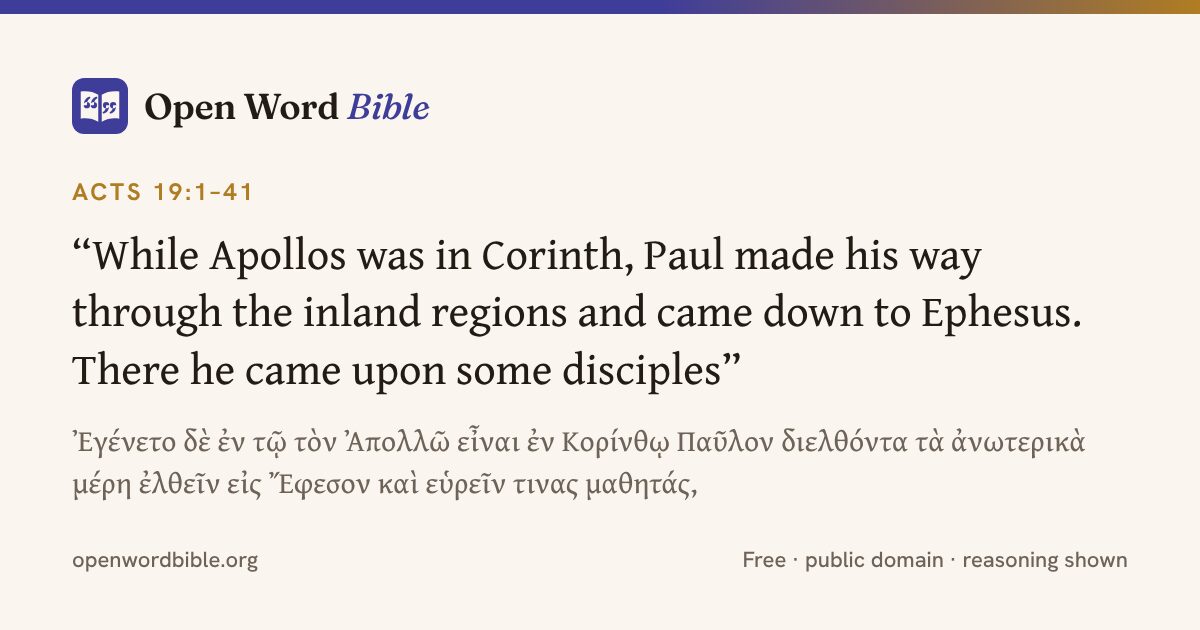 Open Word Bible
ACTS 19:1–41
“While Apollos was in Corinth, Paul made his way
through the inland regions and came down to Ephesus.
There he came upon some disciples”
Ἐγένετο δὲ ἐν τῷ τὸν Ἀπολλῶ εἶναι ἐν Κορίνθῳ Παῦλον διελθόντα τὰ ἀνωτερικὰ
μέρη ἐλθεῖν εἰς Ἔφεσον καὶ εὑρεῖν τινας μαθητάς,
openwordbible.org
Free · public domain · reasoning shown